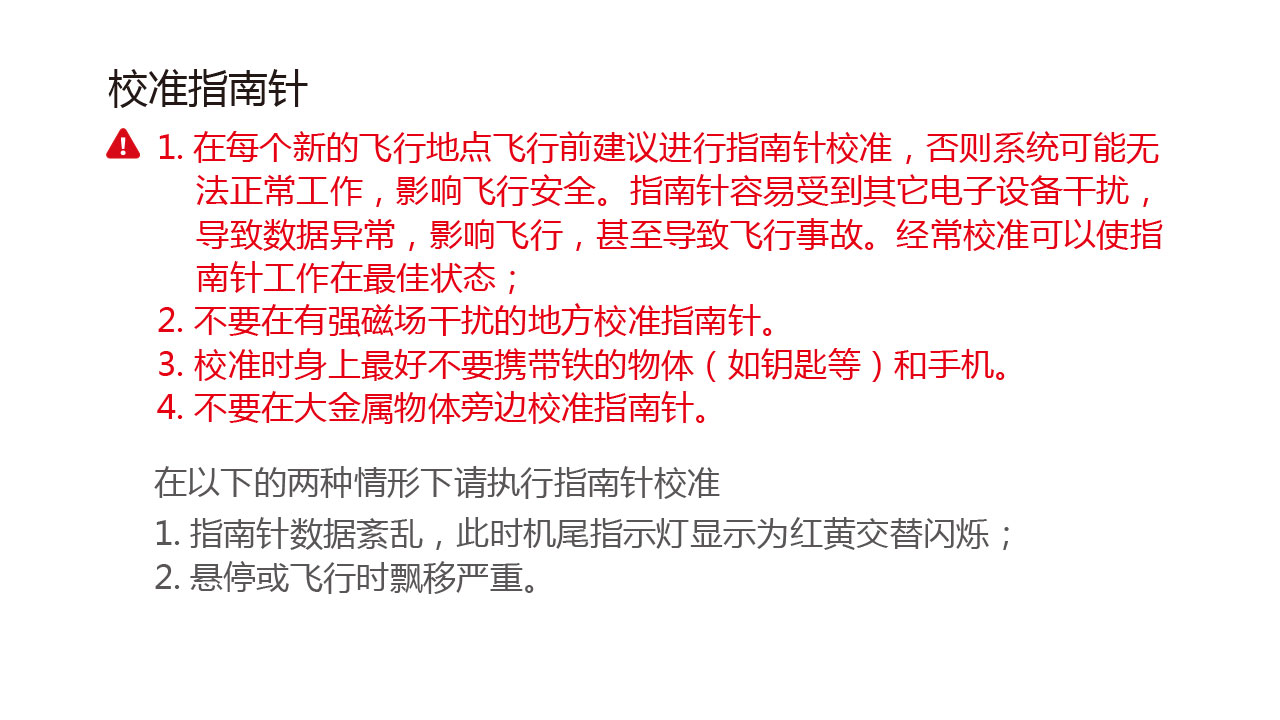 校准指南针
1. 在每个新的飞行地点飞行前建议进行指南针校准，否则系统可能无
法正常工作，影响飞行安全。指南针容易受到其它电子设备干扰，
导致数据异常，影响飞行，甚至导致飞行事故。经常校准可以使指
南针工作在最佳状态；
2. 不要在有强磁场干扰的地方校准指南针。
3. 校准时身上最好不要携带铁的物体（如钥匙等）和手机。
4. 不要在大金属物体旁边校准指南针。
在以下的两种情形下请执行指南针校准
1. 指南针数据紊乱，此时机尾指示灯显示为红黄交替闪烁；
2. 悬停或飞行时飘移严重。